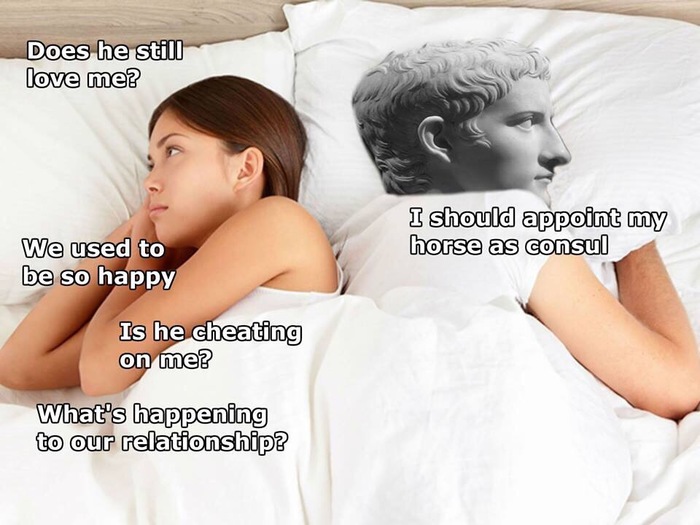 Does he still
love me?
I should appoint my
horse as consul
We used to
be so happy
Is he cheating
on me?
What's happening
to our relationship?